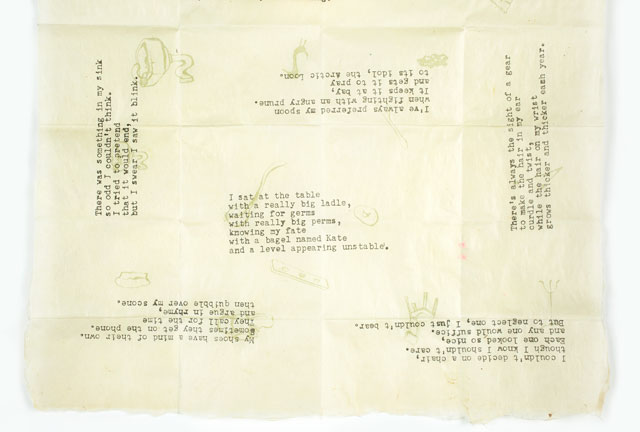 There was something in my sink
so odd I couldn't think.
I tried to pretend
that it would end,
but I swear I saw it blink.
I've always preferred my spoon
when fighting with an angry prune.
It keeps it at bay,
and gets it to pray
to its idol, the arctic loon.
There's always the sight of a gear
to make the hair in my ear
curdle and twist,
while the hair on my wrist
grows thicker and thicker each year.
I sat at the table
with a really big ladle,
waiting for germs
with really big perms,
knowing my fate
with a bagel named Kate
and a level appearing unstable.
My shoes have a mind of their own.
Sometimes they get on the phone.
They call for the time
and argue in rhyme,
then quibble over my scone.
I couldn't decide on a chair,
though I know I shouldn't care.
Each one looked so nice,
and any one would suffice.
But to neglect one, I just couldn't bear.